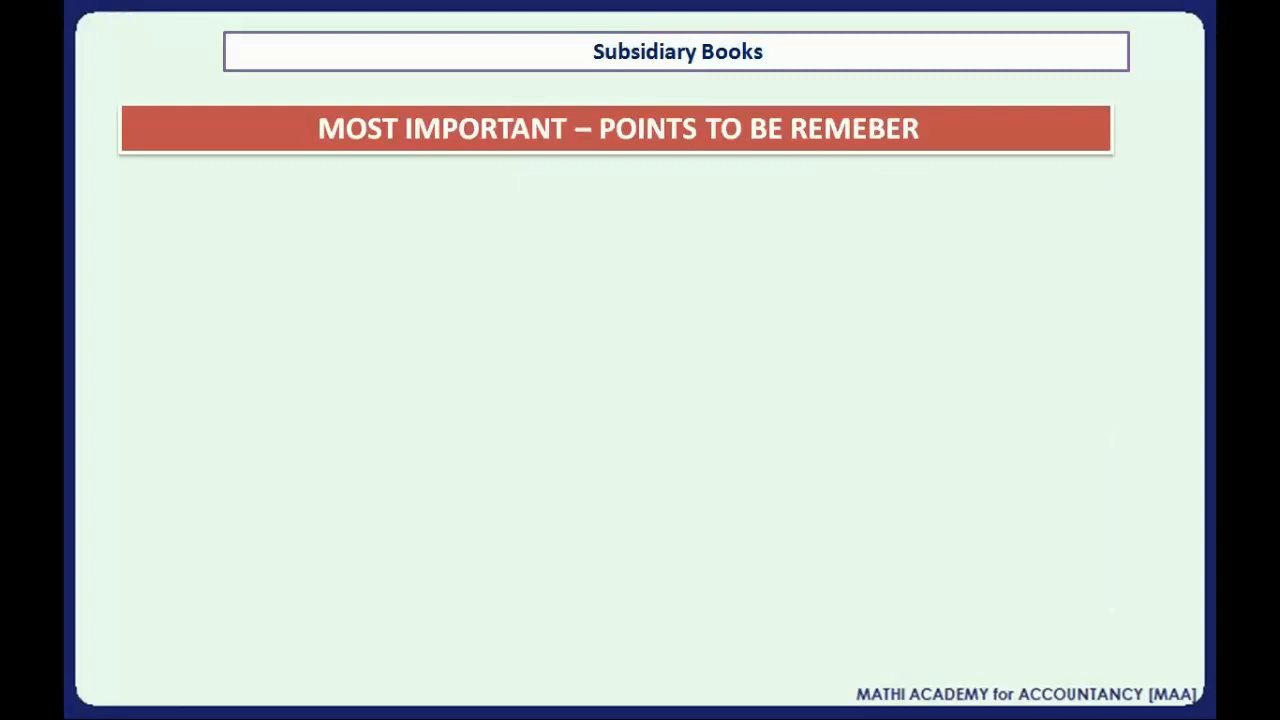 Subsidiary Books
MOST IMPORTANT – POINTS TO BE REMEBER
MATHI ACADEMY for ACCOUNTANCY [MAA]